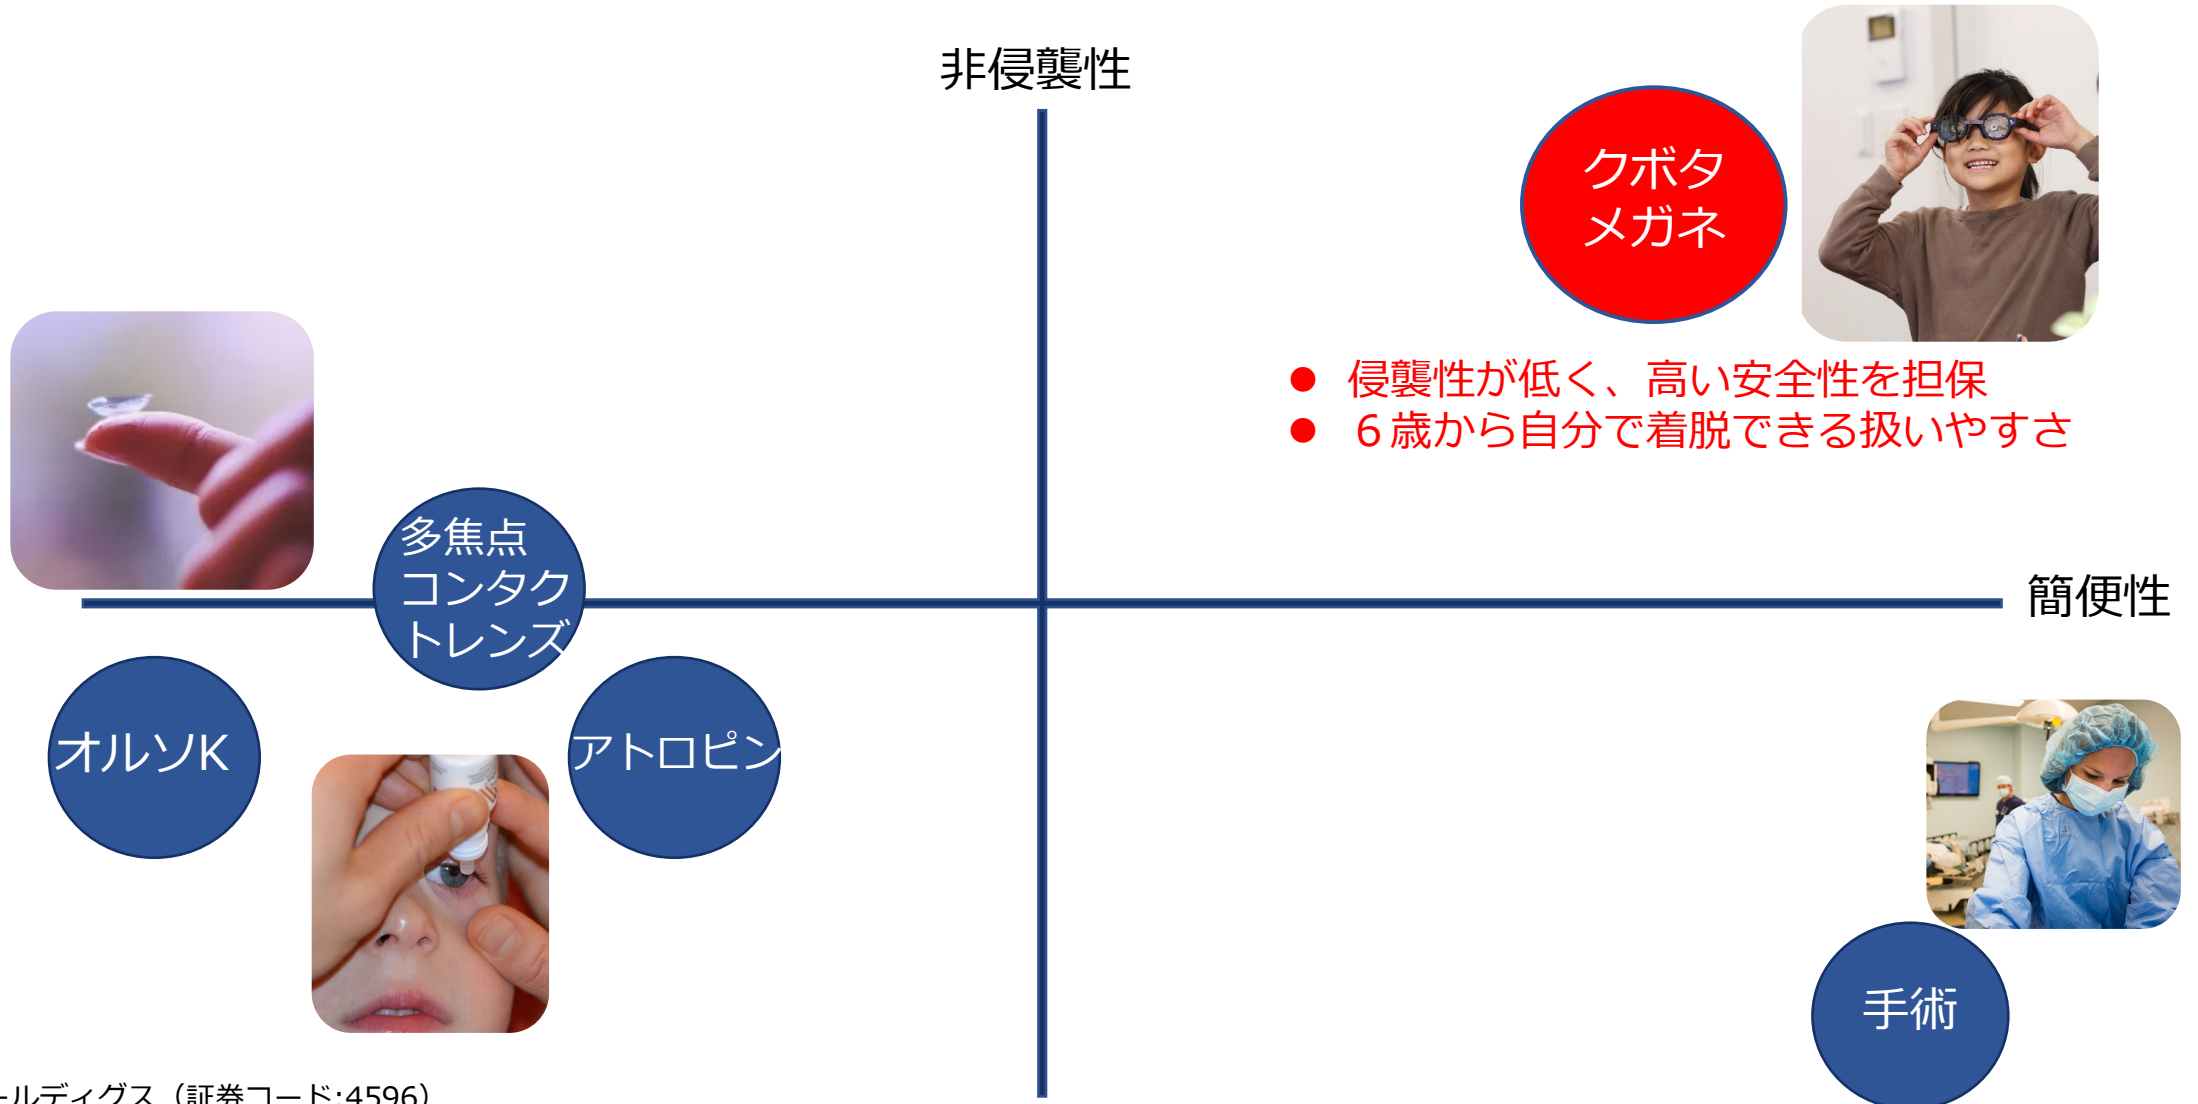 非侵襲性
クボタ
メガネ
● 侵襲性が低く、高い安全性を担保
● ６歳から自分で着脱できる扱いやすさ
多焦点
コンタク
トレンズ
簡便性
オルソK
アトロピン
手術
ールディグス（証券コード:4596）